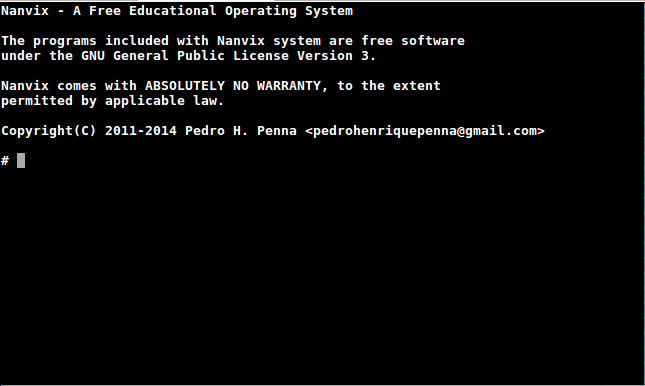 Nanvix - A Free Educational Operating System
The programs included with Nanvix system are free software
under the GNU General Public License Version 3.
Nanvix comes with ABSOLUTELY NO WARRANTY, to the extent
permitted by applicable law.
Copyright(C) 2011-2014 Pedro H. Penna <pedrohenriquepenna@gmail.com>
#